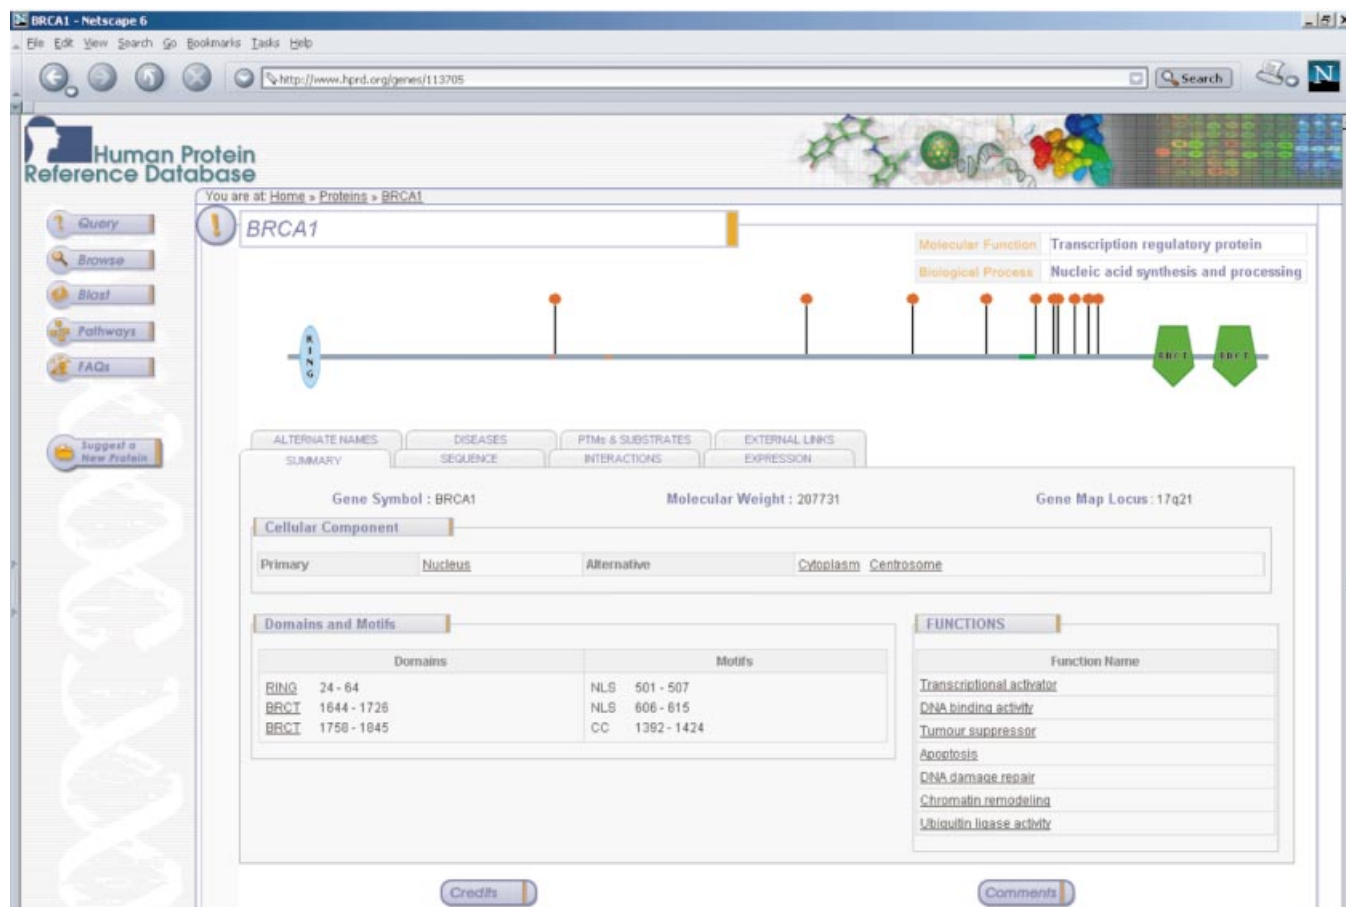 BRCA1 - Netscape 6
File Edit View Search Go Bookmarks Tasks Help
http://www.hprd.org/genes/113705
Search
N
Human Protein
Reference Database
You are at: Home » Proteins » BRCA1
Query
Browse
Blast
Pathways
FAQs
Suggest a
New Protein
BRCA1
Molecular Function Transcription regulatory protein
Biological Process Nucleic acid synthesis and processing
RING
BRCT BRCT
ALTERNATE NAMES DISEASES PTMs & SUBSTRATES EXTERNAL LINKS
SUMMARY SEQUENCE INTERACTIONS EXPRESSION
Gene Symbol : BRCA1 Molecular Weight : 207731 Gene Map Locus : 17q21
Cellular Component
Primary Nucleus Alternative Cytoplasm Centrosome
Domains and Motifs
Domains Motifs
RING 24 - 64 NLS 501 - 507
BRCT 1644 - 1726 NLS 606 - 615
BRCT 1758 - 1845 CC 1392 - 1424
FUNCTIONS
Function Name
Transcriptional activator
DNA binding activity
Tumour suppressor
Apoptosis
DNA damage repair
Chromatin remodeling
Ubiquitin ligase activity
Credits
Comments